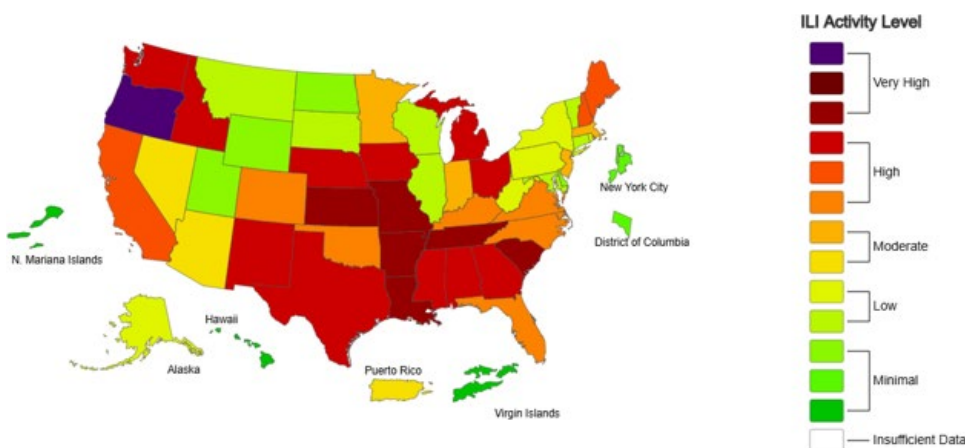 ILI Activity Level
Very High
High
New York City
Moderate
District of Columbia
N. Mariana Islands
Low
Hawaii
Alaska
Puerto Rico
Minimal
Virgin Islands
Insufficient Data